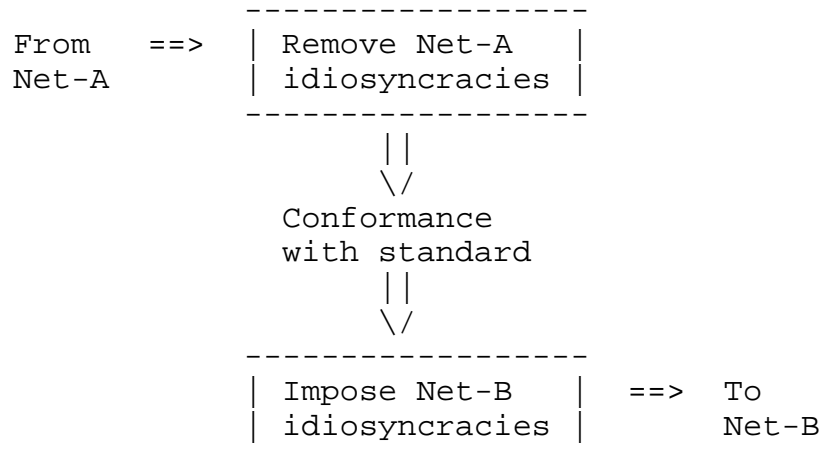 ------------------
From   ==>  | Remove Net-A   |
Net-A       | idiosyncracies |
------------------
||
\/
Conformance
with standard
||
\/
------------------
| Impose Net-B   |  ==>  To
| idiosyncracies |       Net-B